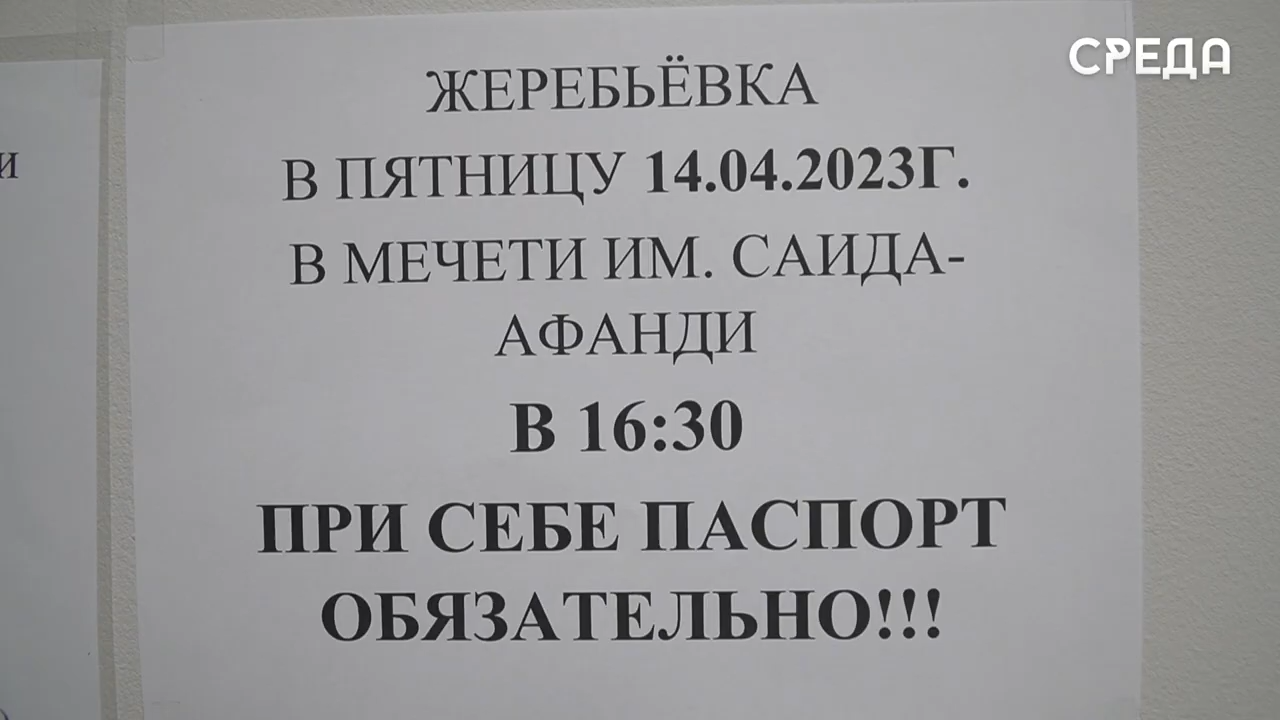 СРЕДА
ЖЕРЕБЬЁВКА
В ПЯТНИЦУ 14.04.2023Г.
В МЕЧЕТИ ИМ. САИДА-
АФАНДИ
В 16:30
ПРИ СЕБЕ ПАСПОРТ
ОБЯЗАТЕЛЬНО!!!
И